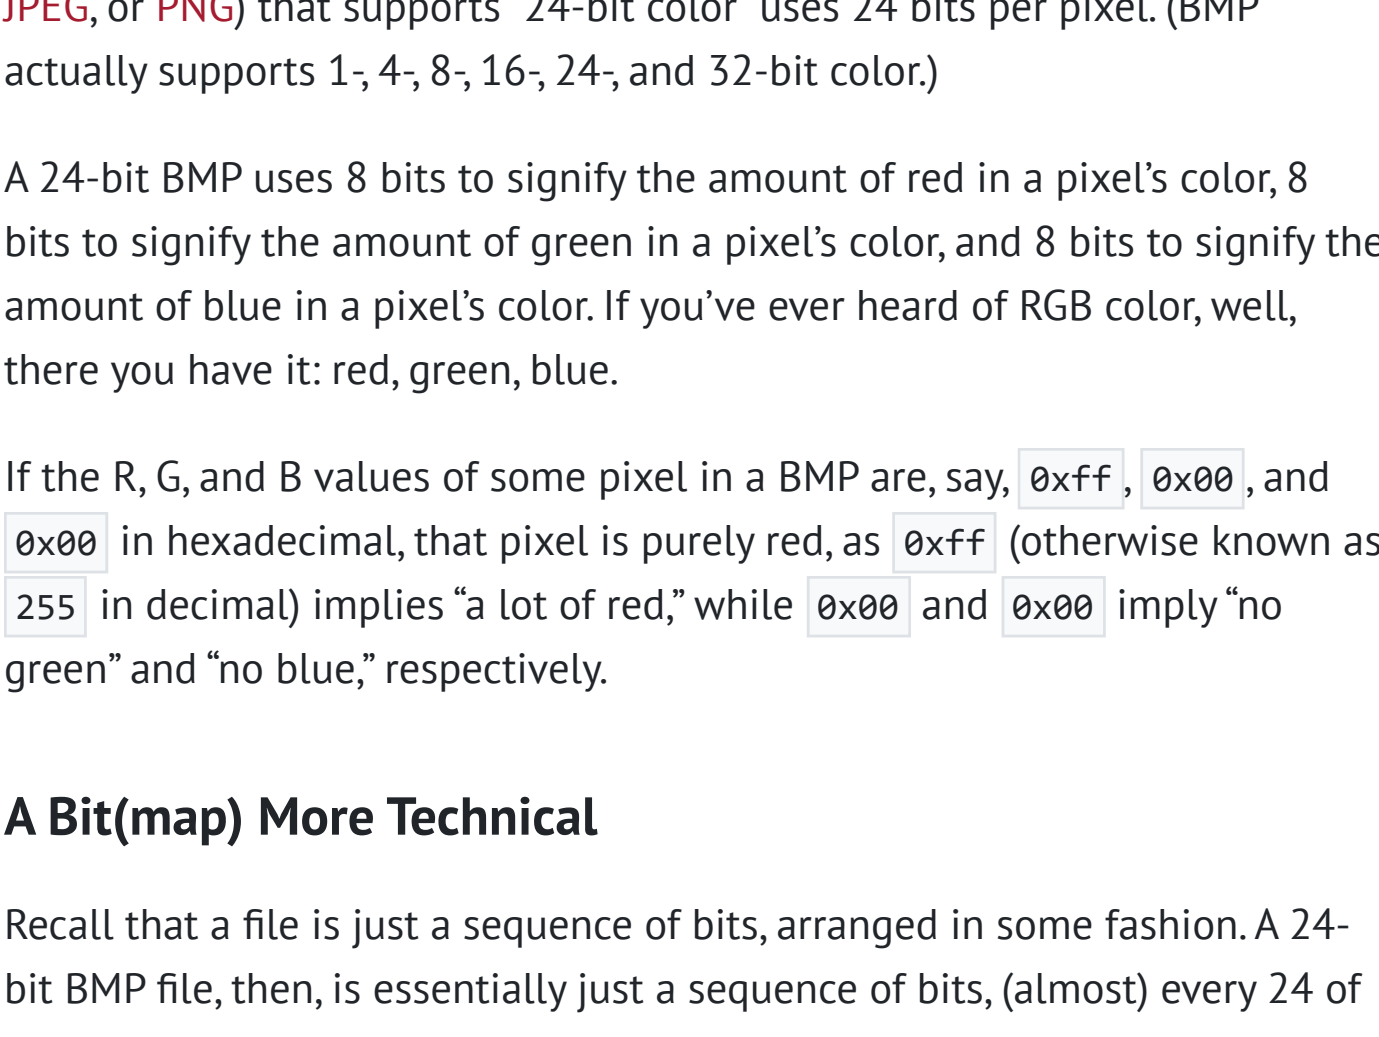 JPEG, or PNG) that supports “24-bit color” uses 24 bits per pixel. (BMP
actually supports 1-, 4-, 8-, 16-, 24-, and 32-bit color.)
A 24-bit BMP uses 8 bits to signify the amount of red in a pixel’s color, 8
bits to signify the amount of green in a pixel’s color, and 8 bits to signify the
amount of blue in a pixel’s color. If you’ve ever heard of RGB color, well,
there you have it: red, green, blue.
If the R, G, and B values of some pixel in a BMP are, say, 0xff, 0x00, and
0x00 in hexadecimal, that pixel is purely red, as 0xff (otherwise known as
255 in decimal) implies “a lot of red,” while 0x00 and 0x00 imply “no
green” and “no blue,” respectively.
A Bit(map) More Technical
Recall that a file is just a sequence of bits, arranged in some fashion. A 24-
bit BMP file, then, is essentially just a sequence of bits, (almost) every 24 of